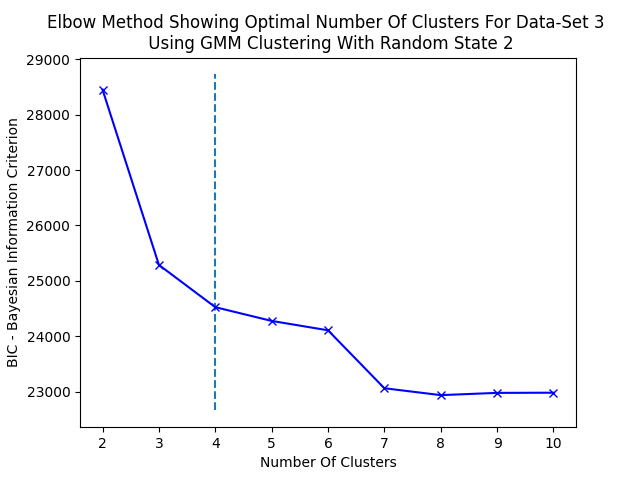 Elbow Method Showing Optimal Number Of Clusters For Data-Set 3
Using GMM Clustering With Random State 2
29000
28000
27000
26000
25000
24000
23000
BIC - Bayesian Information Criterion
2 3 4 5 6 7 8 9 10
Number Of Clusters